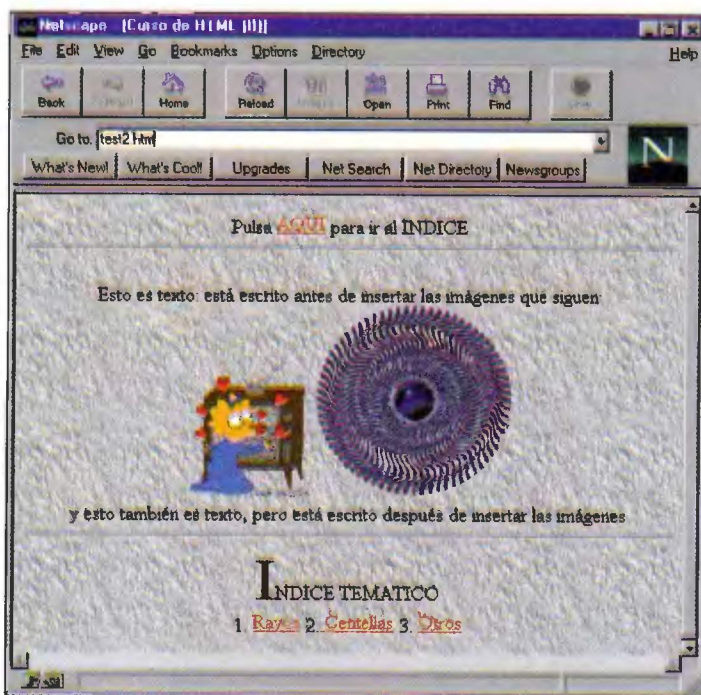 Netscape - [Curso de HTML (II)]
File Edit View Go Bookmarks Options Directory Help
Back Home Reload Open Print Find
Go to: test2.html
N
What's New! What's Cool! Upgrades Net Search Net Directory Newsgroups
Pulsa AQUI para ir al INDICE
Esto es texto: está escrito antes de insertar las imágenes que siguen:
y esto también es texto, pero está escrito después de insertar las imágenes
INDICE TEMATICO
1. Rayos 2. Centellas 3. Otros